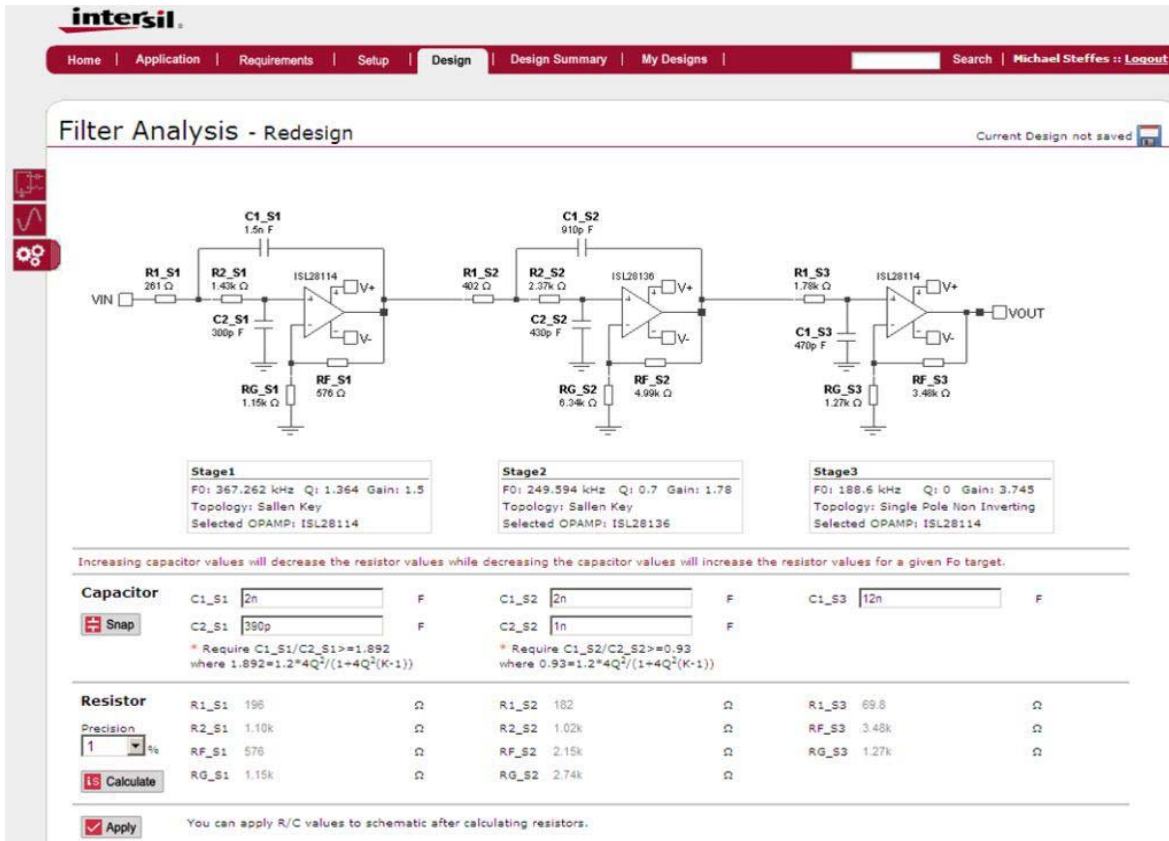 intersil.
Home | Application | Requirements | Setup | Design | Design Summary | My Designs | Search | Michael Steffes :: Logout
Filter Analysis - Redesign
Current Design not saved
C1_S1
1.5n F
C1_S2
910p F
R1_S1
261 Ω
R2_S1
1.43k Ω
ISL28114
V+
R1_S2
402 Ω
R2_S2
2.37k Ω
ISL28136
V+
R1_S3
1.78k Ω
ISL28114
V+
VIN
C2_S1
300p F
V-
C2_S2
430p F
V-
C1_S3
470p F
V-
VOUT
RG_S1
1.15k Ω
RF_S1
576 Ω
RG_S2
6.34k Ω
RF_S2
4.99k Ω
RG_S3
1.27k Ω
RF_S3
3.48k Ω
Stage1
F0: 367.262 kHz Q: 1.364 Gain: 1.5
Topology: Sallen Key
Selected OPAMP: ISL28114
Stage2
F0: 249.594 kHz Q: 0.7 Gain: 1.78
Topology: Sallen Key
Selected OPAMP: ISL28136
Stage3
F0: 188.6 kHz Q: 0 Gain: 3.745
Topology: Single Pole Non Inverting
Selected OPAMP: ISL28114
Increasing capacitor values will decrease the resistor values while decreasing the capacitor values will increase the resistor values for a given Fo target.
Capacitor
Snap
C1_S1 2n F
C2_S1 390p F
* Require C1_S1/C2_S1>=1.892
where 1.892=1.2*4Q²/(1+4Q²(K-1))
C1_S2 2n F
C2_S2 1n F
* Require C1_S2/C2_S2>=0.93
where 0.93=1.2*4Q²/(1+4Q²(K-1))
C1_S3 12n F
Resistor
Precision
1 %
Calculate
R1_S1 196 Ω
R2_S1 1.10k Ω
RF_S1 576 Ω
RG_S1 1.15k Ω
R1_S2 182 Ω
R2_S2 1.02k Ω
RF_S2 2.15k Ω
RG_S2 2.74k Ω
R1_S3 69.8 Ω
RF_S3 3.48k Ω
RG_S3 1.27k Ω
Apply
You can apply R/C values to schematic after calculating resistors.